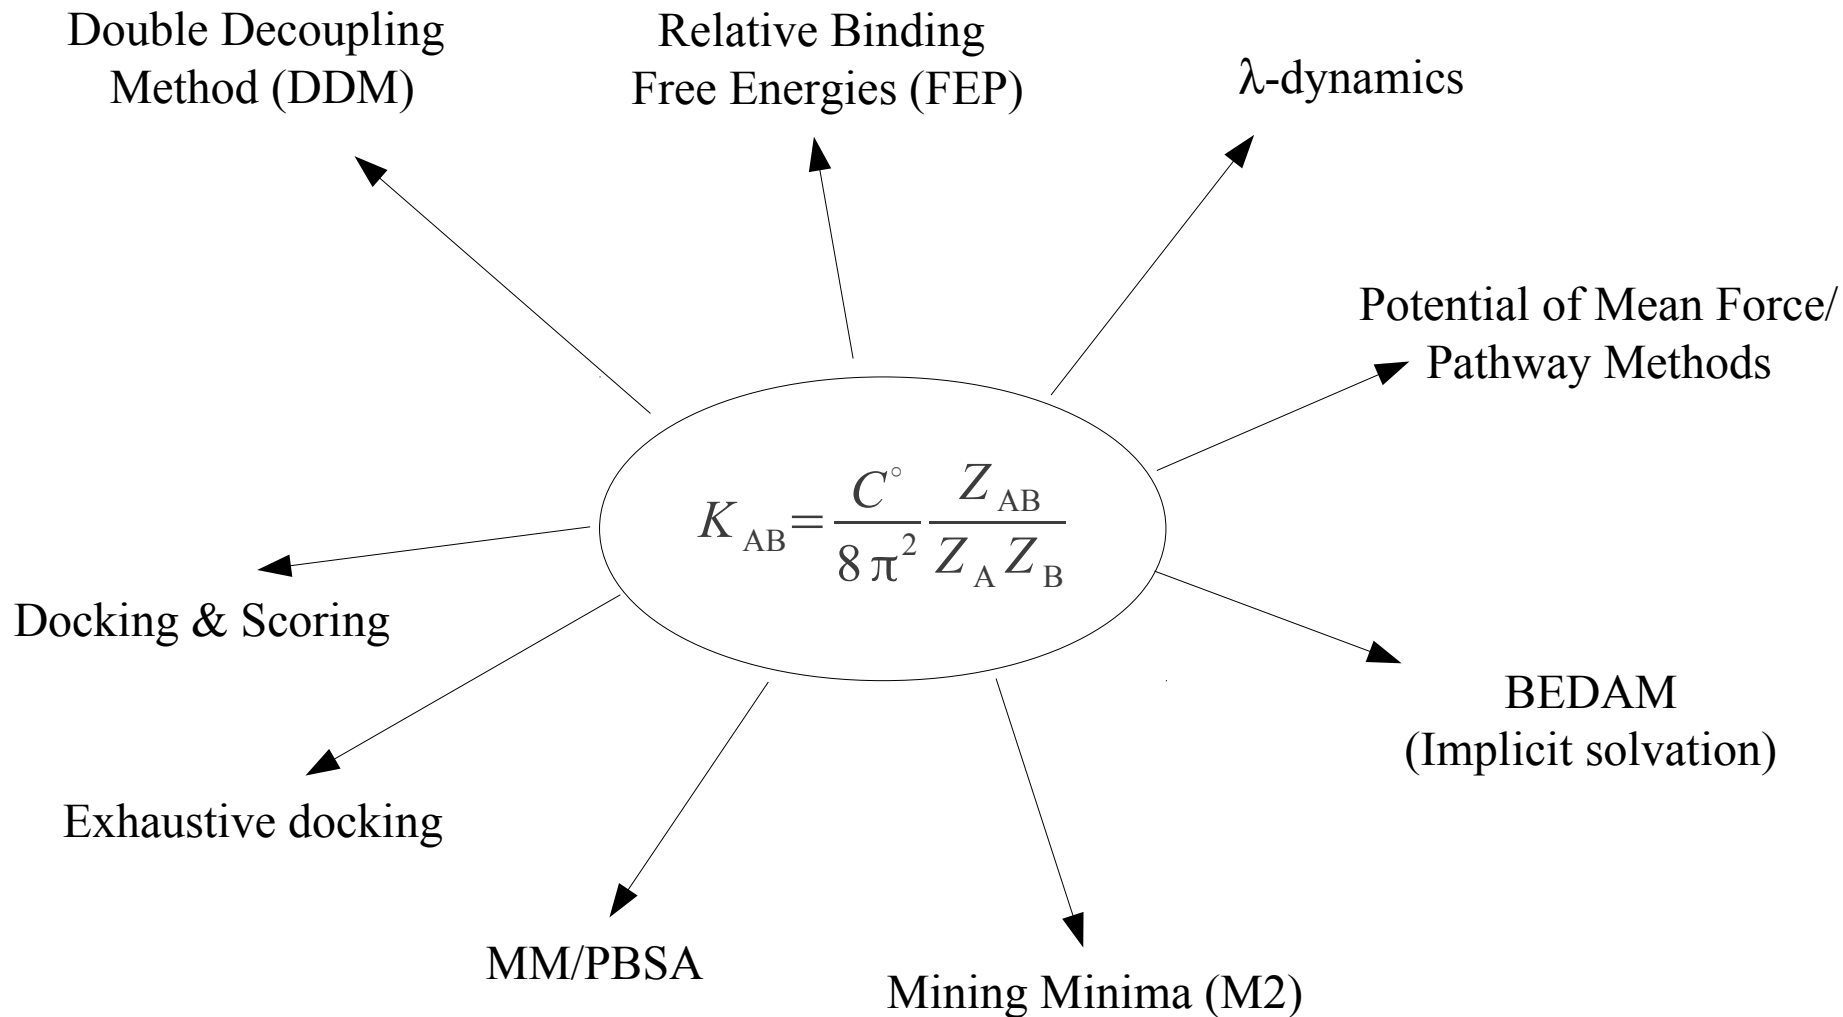 Double Decoupling
Method (DDM)
Relative Binding
Free Energies (FEP)
λ-dynamics
Potential of Mean Force/
Pathway Methods
K_AB = C° / 8π² Z_AB / Z_A Z_B
Docking & Scoring
BEDAM
(Implicit solvation)
Exhaustive docking
MM/PBSA
Mining Minima (M2)